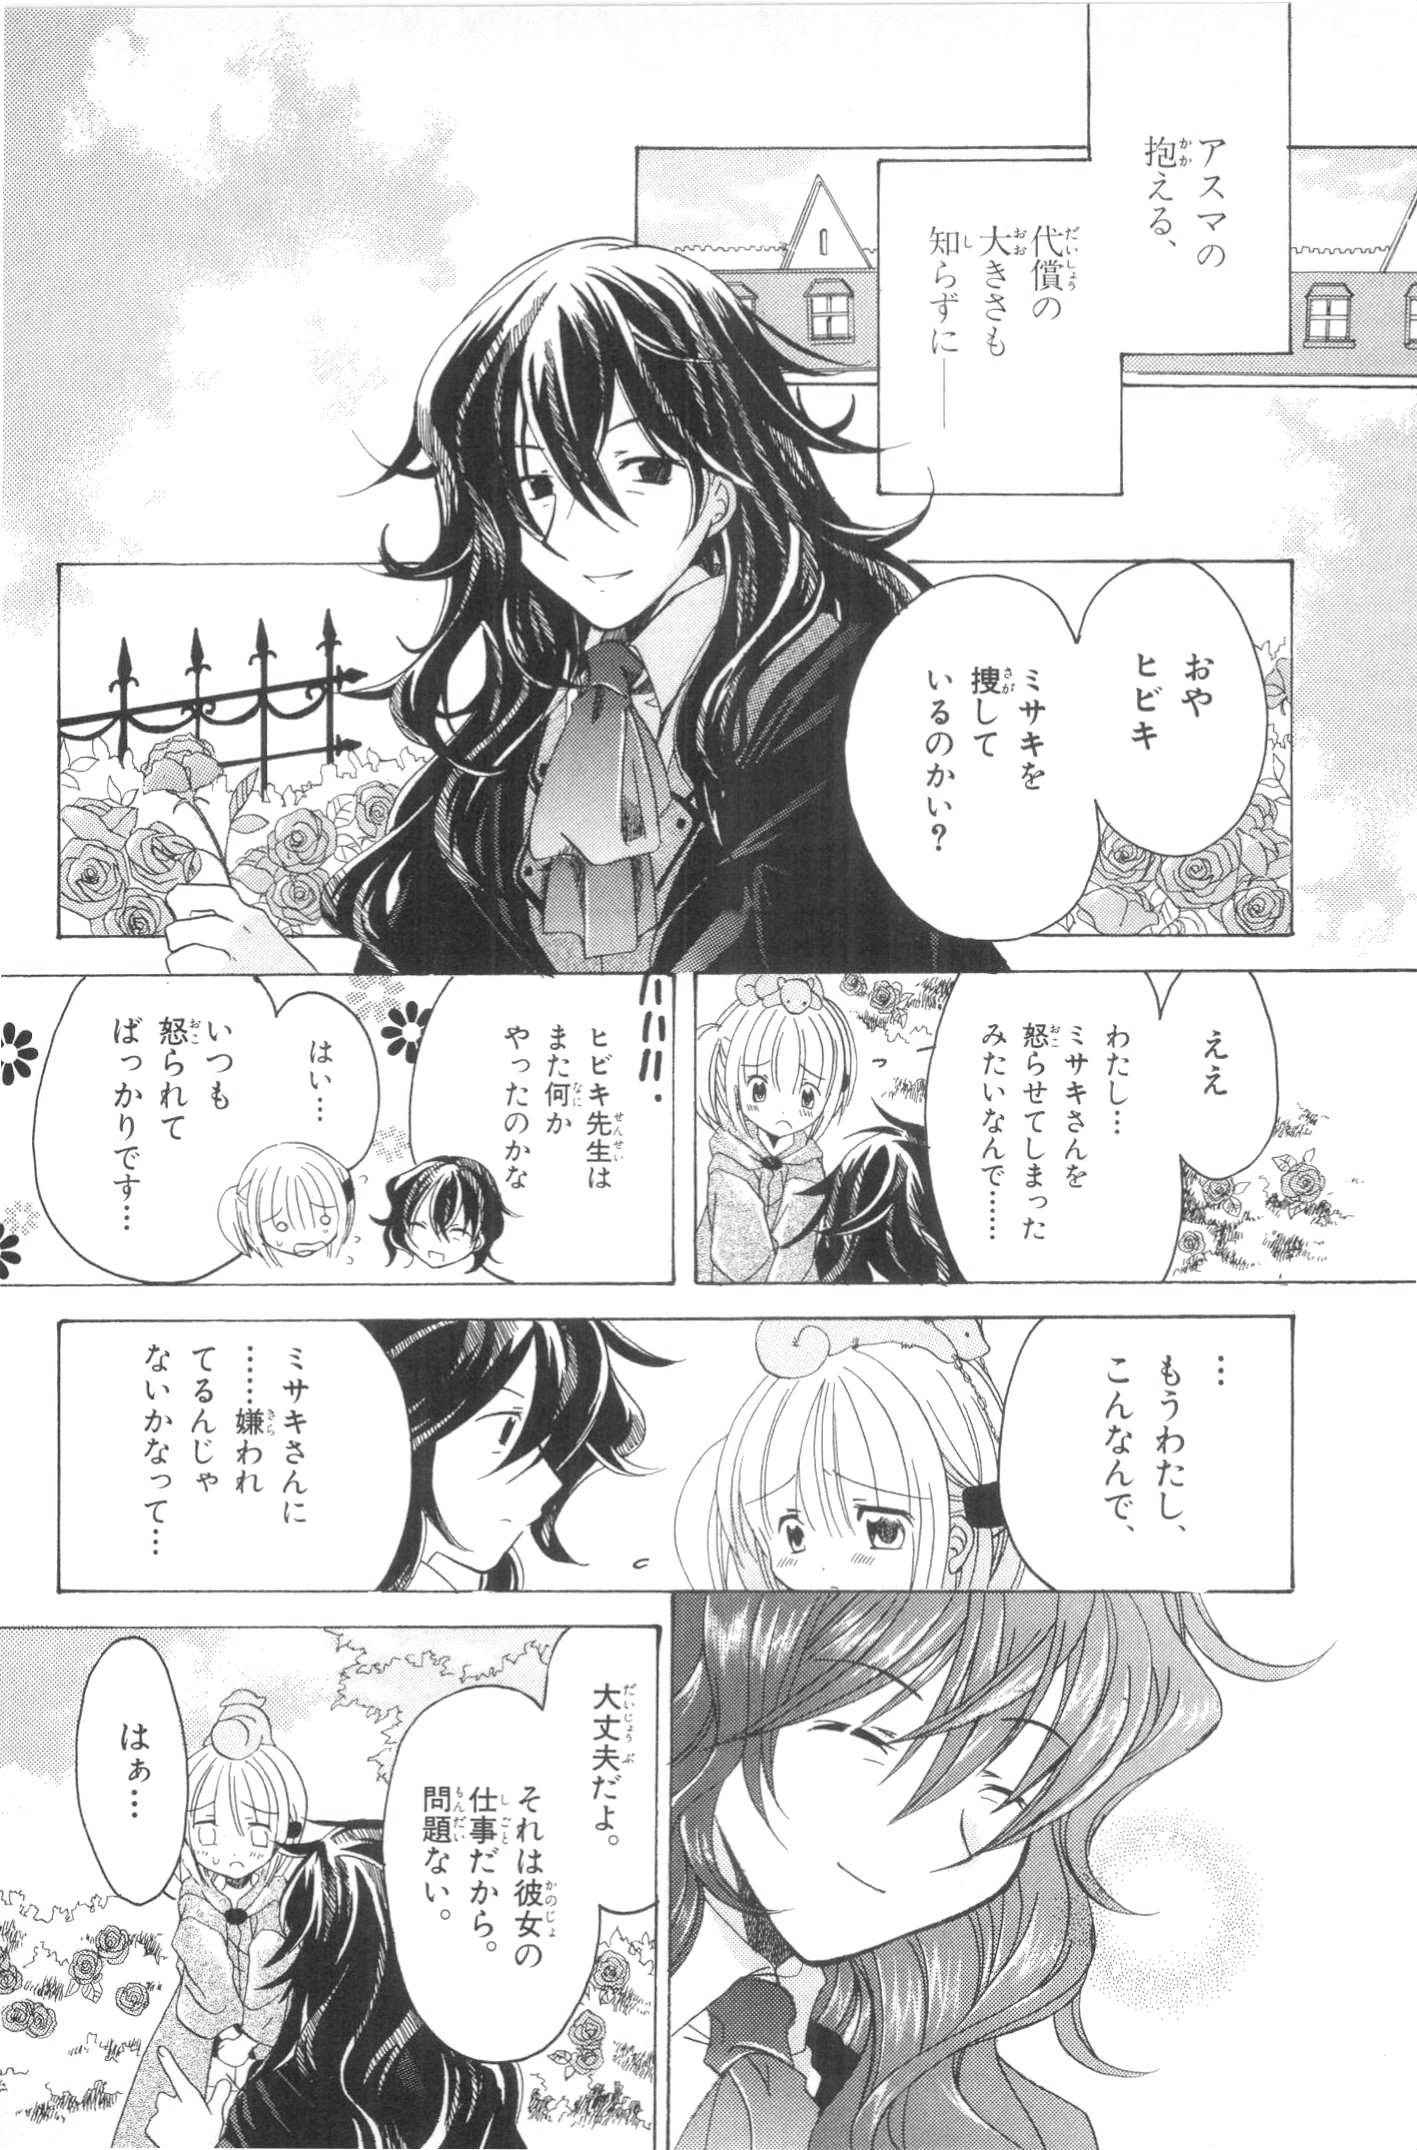 アスマの
抱える、
代償の
大きさも
知らずに――
おや
ヒビキ
ミサキを
捜して
いるのかい？
ええ
わたし…
ミサキさんを
怒らせてしまった
みたいなんで……
ハハハ.
ヒビキ先生は
また何か
やったのかな
はい…
いつも
怒られて
ばっかりです…
…
もうわたし、
こんなんで、
ミサキさんに
……嫌われ
てるんじゃ
ないかなって…
大丈夫だよ。
それは彼女の
仕事だから。
問題ない。
はぁ…